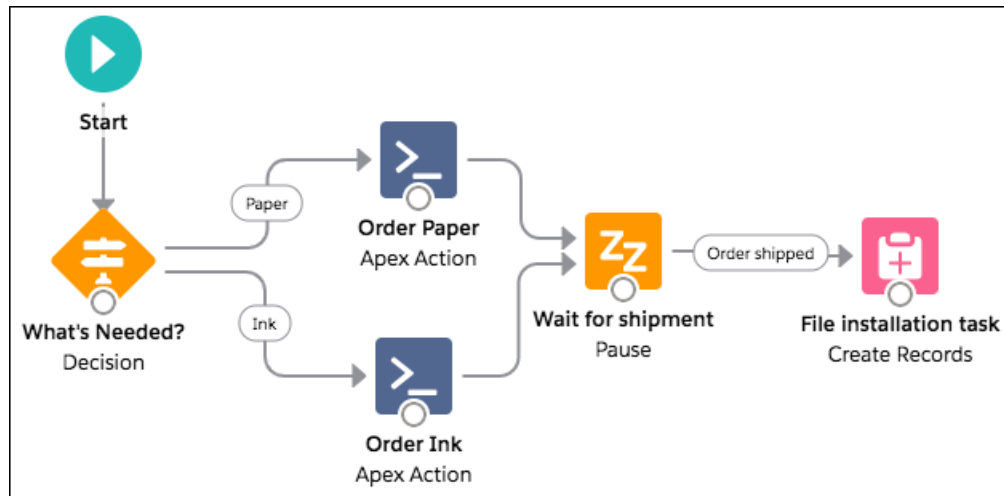 Start
Paper
Order Paper
Apex Action
What's Needed?
Decision
Ink
Order Ink
Apex Action
ZZ
Wait for shipment
Pause
Order shipped
File installation task
Create Records